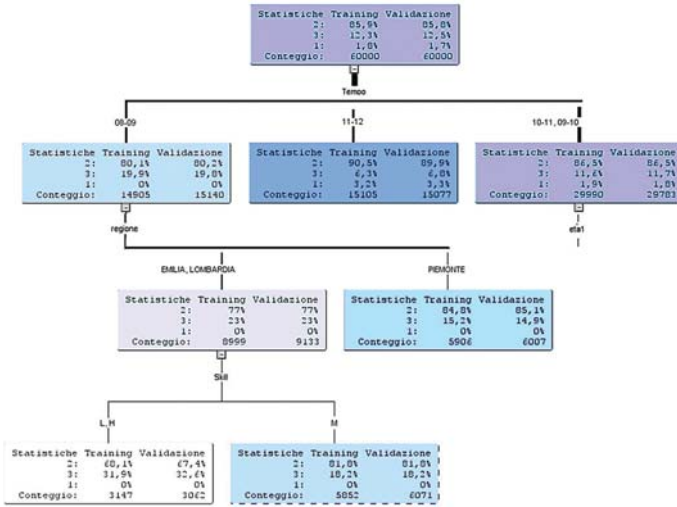 Statistiche Training Validazione
2: 85,9% 85,8%
3: 12,3% 12,5%
1: 1,8% 1,7%
Conteggio: 60000 60000
Tempo
08-09
11-12
10-11, 09-10
Statistiche Training Validazione
2: 80,1% 80,2%
3: 19,9% 19,8%
1: 0% 0%
Conteggio: 14905 15140
Statistiche Training Validazione
2: 90,5% 89,9%
3: 6,3% 6,8%
1: 3,2% 3,3%
Conteggio: 15105 15077
Statistiche Training Validazione
2: 86,5% 86,5%
3: 11,6% 11,7%
1: 1,9% 1,8%
Conteggio: 29990 29783
regione
eta1
EMILIA, LOMBARDIA
PIEMONTE
Statistiche Training Validazione
2: 77% 77%
3: 23% 23%
1: 0% 0%
Conteggio: 8999 9133
Statistiche Training Validazione
2: 84,8% 85,1%
3: 15,2% 14,9%
1: 0% 0%
Conteggio: 5906 6007
Skill
L, H
M
Statistiche Training Validazione
2: 68,1% 67,4%
3: 31,9% 32,6%
1: 0% 0%
Conteggio: 3147 3062
Statistiche Training Validazione
2: 81,8% 81,8%
3: 18,2% 18,2%
1: 0% 0%
Conteggio: 5852 6071